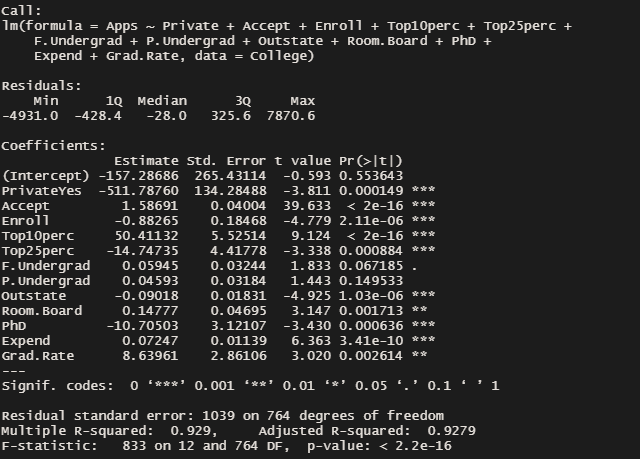 Call:
lm(formula = Apps ~ Private + Accept + Enroll + Top10perc + Top25perc +
    F.Undergrad + P.Undergrad + Outstate + Room.Board + PhD +
    Expend + Grad.Rate, data = College)
Residuals:
    Min      1Q  Median      3Q     Max
-4931.0  -428.4   -28.0   325.6  7870.6
Coefficients:
              Estimate Std. Error t value Pr(>|t|)
(Intercept) -157.28686  265.43114  -0.593 0.553643
PrivateYes  -511.78760  134.28488  -3.811 0.000149 ***
Accept         1.58691    0.04004  39.633  < 2e-16 ***
Enroll        -0.88265    0.18468  -4.779 2.11e-06 ***
Top10perc     50.41132    5.52514   9.124  < 2e-16 ***
Top25perc    -14.74735    4.41778  -3.338 0.000884 ***
F.Undergrad    0.05945    0.03244   1.833 0.067185 .
P.Undergrad    0.04593    0.03184   1.443 0.149533
Outstate      -0.09018    0.01831  -4.925 1.03e-06 ***
Room.Board     0.14777    0.04695   3.147 0.001713 **
PhD          -10.70503    3.12107  -3.430 0.000636 ***
Expend         0.07247    0.01139   6.363 3.41e-10 ***
Grad.Rate      8.63961    2.86106   3.020 0.002614 **
---
Signif. codes:  0 ‘***’ 0.001 ‘**’ 0.01 ‘*’ 0.05 ‘.’ 0.1 ‘ ’ 1
Residual standard error: 1039 on 764 degrees of freedom
Multiple R-squared:  0.929,	Adjusted R-squared:  0.9279
F-statistic:   833 on 12 and 764 DF,  p-value: < 2.2e-16